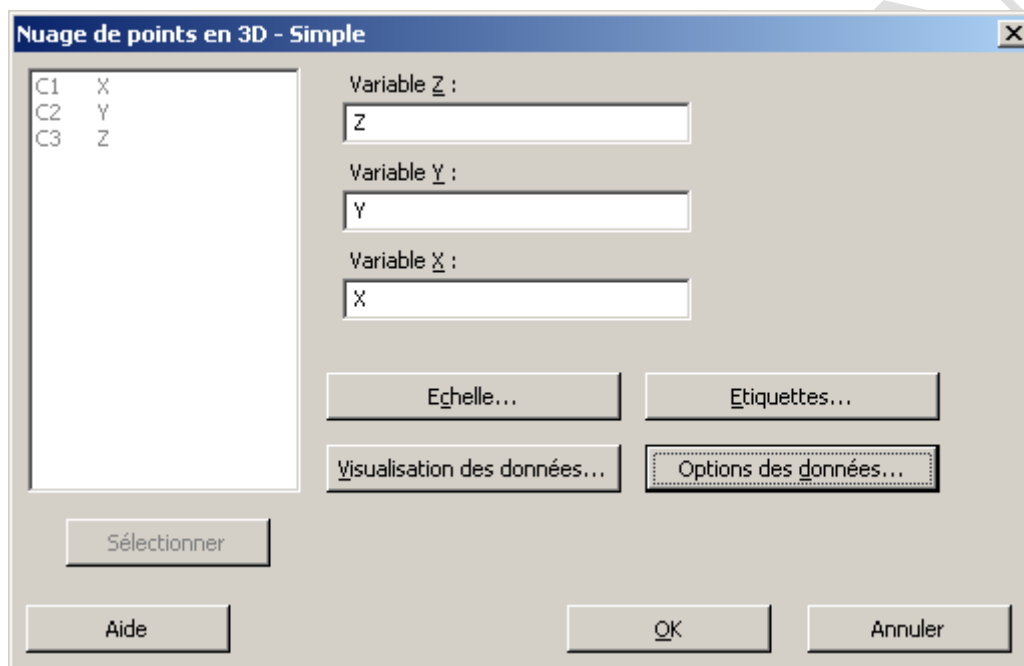 Nuage de points en 3D - Simple
C1 X
C2 Y
C3 Z
Variable Z :
Z
Variable Y :
Y
Variable X :
X
Echelle...
Etiquettes...
Visualisation des données...
Options des données...
Sélectionner
Aide
OK
Annuler